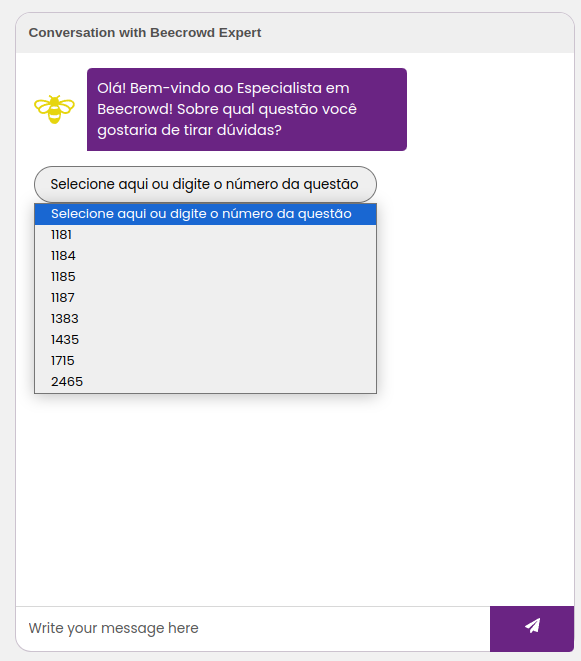 Conversation with Beecrowd Expert
Olá! Bem-vindo ao Especialista em
Beecrowd! Sobre qual questão você
gostaria de tirar dúvidas?
Selecione aqui ou digite o número da questão
Selecione aqui ou digite o número da questão
1181
1184
1185
1187
1383
1435
1715
2465
Write your message here